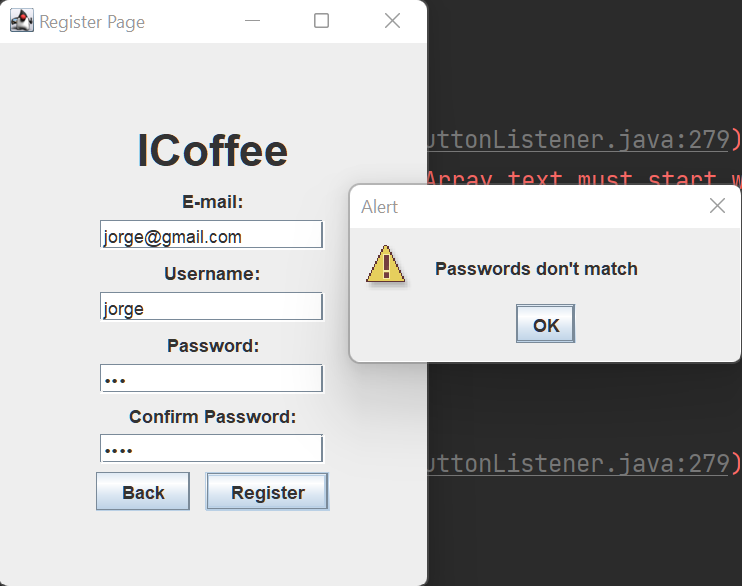 Register Page
ICoffee
E-mail:
jorge@gmail.com
Username:
jorge
Password:
•••
Confirm Password:
••••
Back
Register
uttonListener.java:279)
Array text must start w
Alert
Passwords don't match
OK
uttonListener.java:279)